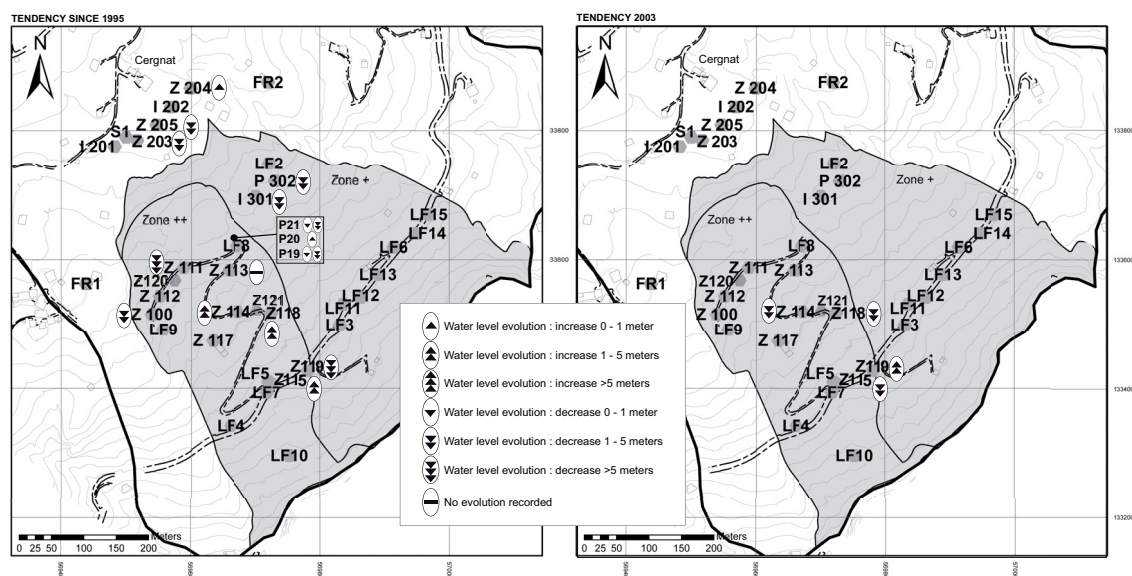 TENDENCY SINCE 1995
N
Cergnat
Z 204
FR2
I 202
Z 205
S1
Z 203
I 201
33800
LF2
P 302
Zone +
I 301
Zone ++
P21
P20
P19
LF15
LF14
LF8
LF6
33600
Z 111
Z 113
LF13
FR1
Z120
Z 112
LF12
Z121
Z 100
Z 114
Z118
LF11
LF9
LF3
Z 117
Z119
LF5
Z115
LF7
33400
LF4
LF10
Meters
0 25 50 100 150 200
TENDENCY 2003
N
Cergnat
Z 204
FR2
I 202
Z 205
S1
Z 203
I 201
133800
LF2
P 302
Zone +
I 301
Zone ++
LF15
LF14
LF8
LF6
133600
Z 111
Z 113
LF13
FR1
Z120
Z 112
LF12
Z121
Z 100
Z 114
Z118
LF11
LF9
LF3
Z 117
Z119
LF5
Z115
LF7
133400
LF4
LF10
133200
Meters
0 25 50 100 150 200
Water level evolution : increase 0 - 1 meter
Water level evolution : increase 1 - 5 meters
Water level evolution : increase >5 meters
Water level evolution : decrease 0 - 1 meter
Water level evolution : decrease 1 - 5 meters
Water level evolution : decrease >5 meters
No evolution recorded